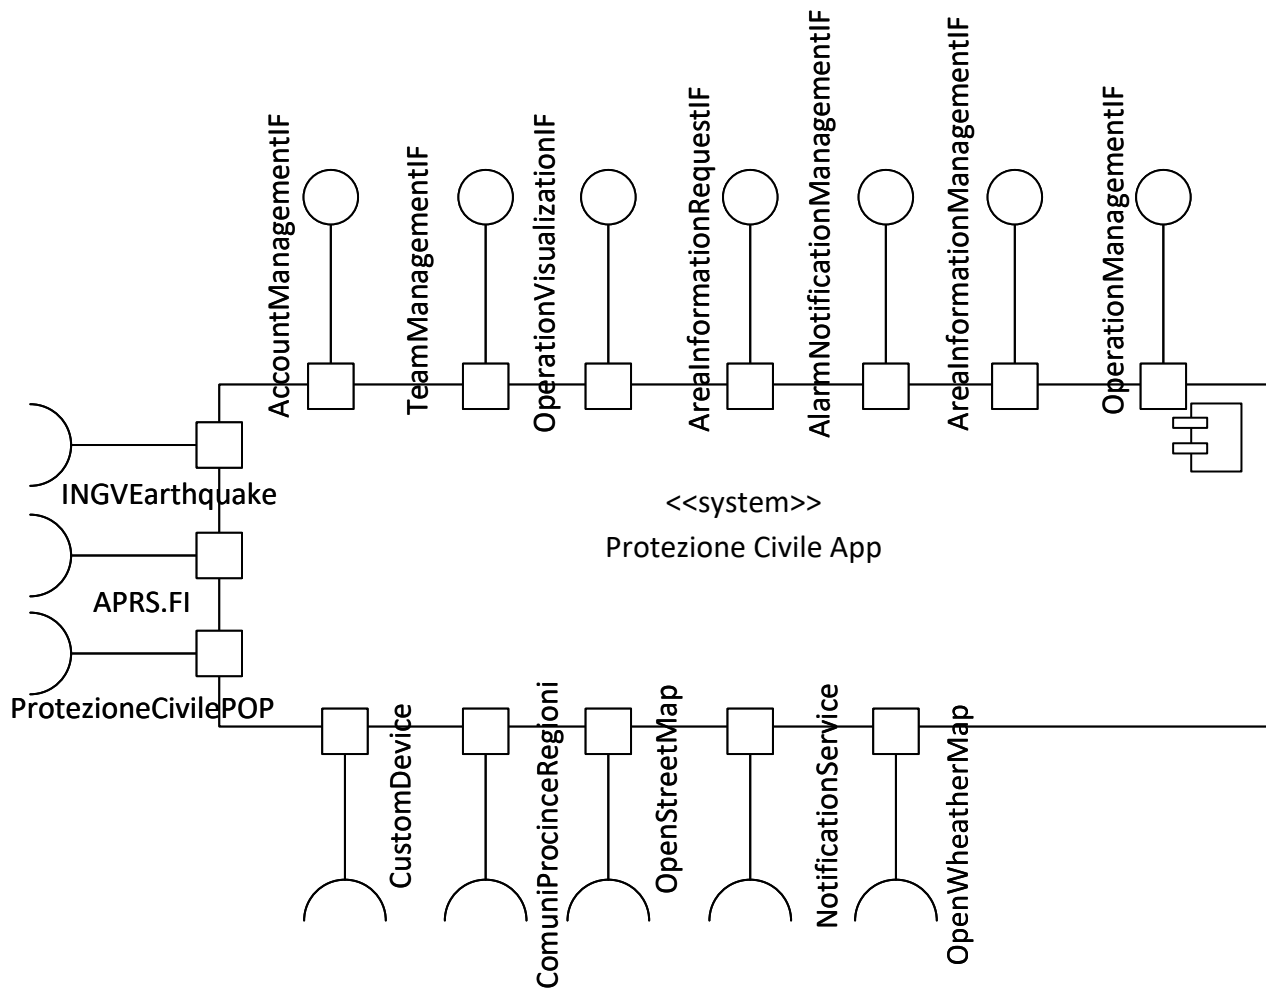 AccountManagementIF
TeamManagementIF
OperationVisualizationIF
AreaInformationRequestIF
AlarmNotificationManagementIF
AreaInformationManagementIF
OperationManagementIF
INGVEarthquake
<<system>>
Protezione Civile App
APRS.FI
ProtezioneCivilePOP
CustomDevice
ComuniProcinceRegioni
OpenStreetMap
NotificationService
OpenWheatherMap